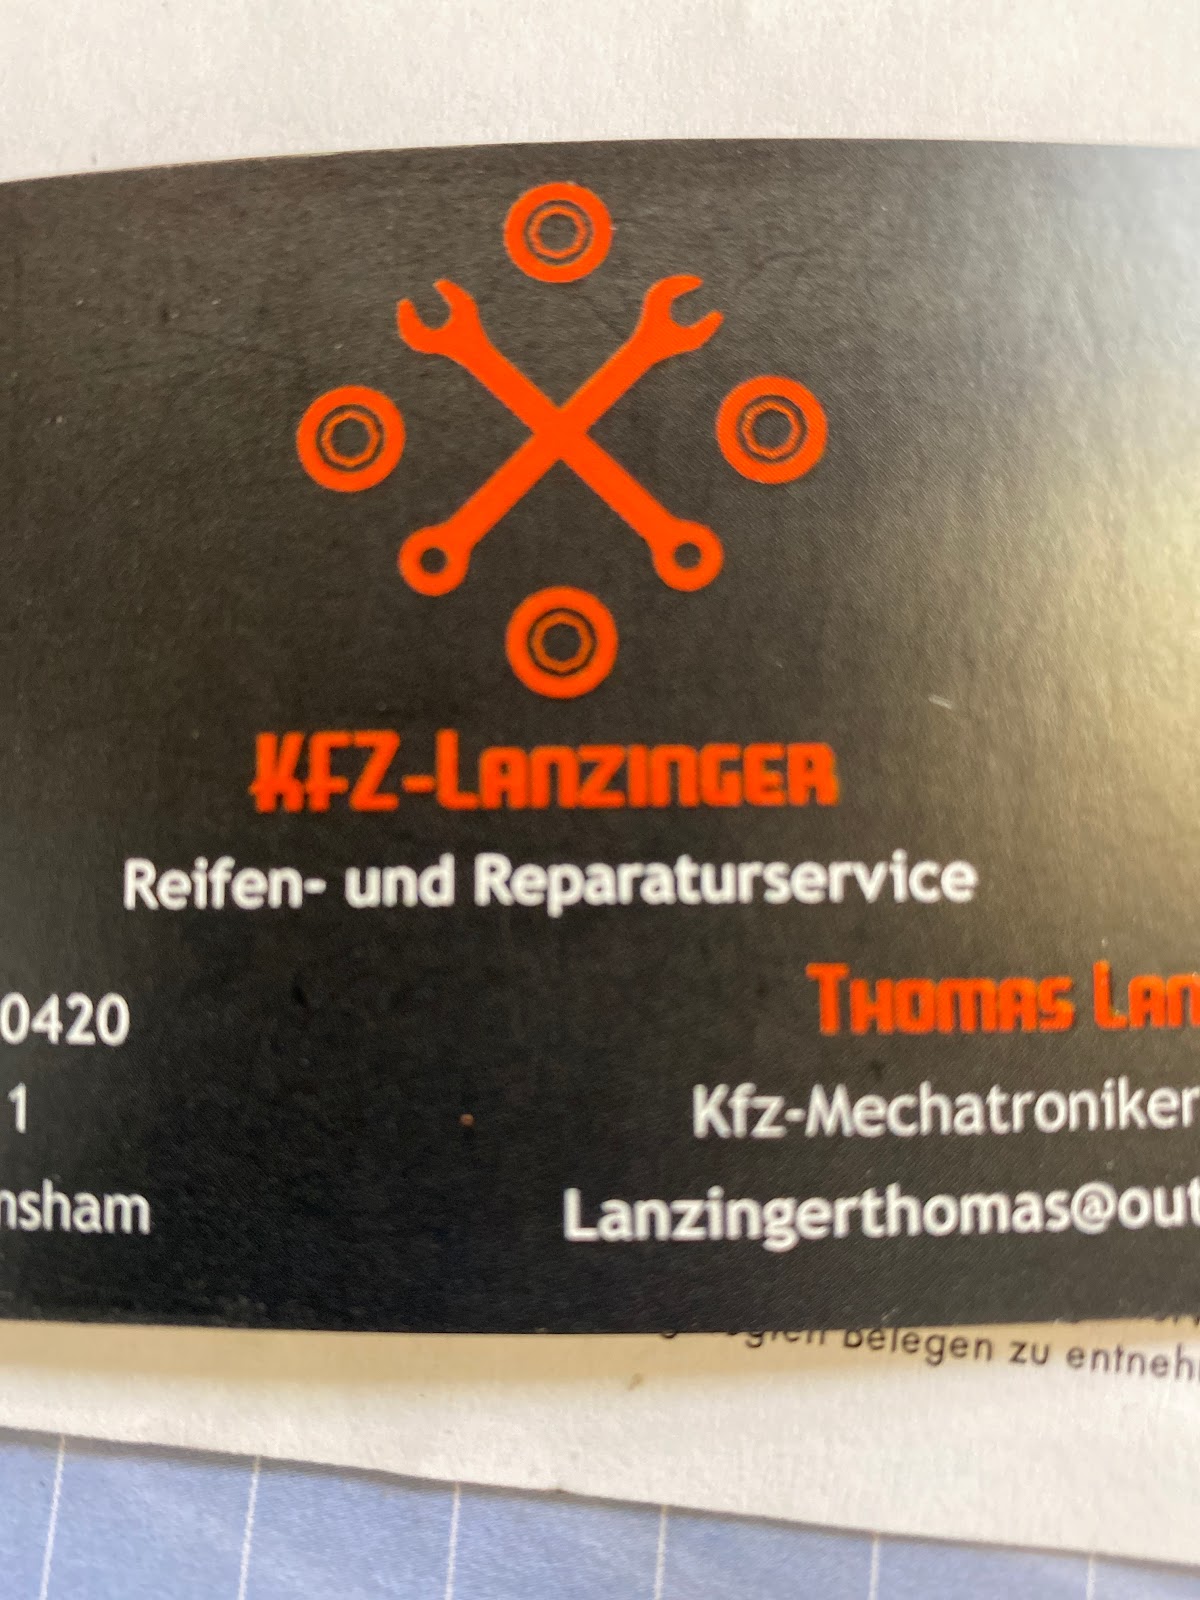 KFZ-LANZINGER
Reifen- und Reparaturservice
0420
THOMAS LAN
1
Kfz-Mechatroniker
nsham
Lanzingerthomas@out
Belegen zu entneh